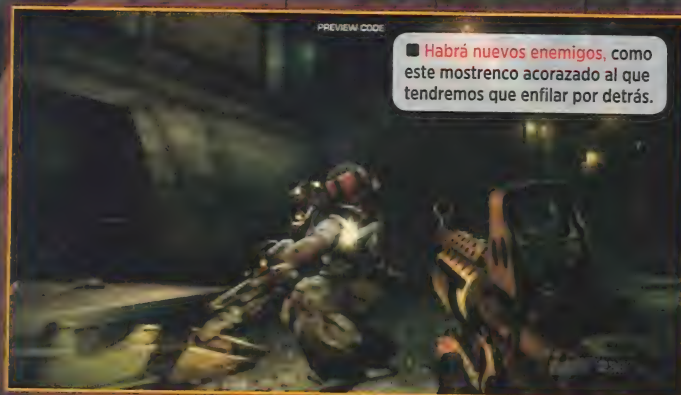 PREVIEW CODE
■ Habrá nuevos enemigos, como
este mostrenco acorazado al que
tendremos que enfilar por detrás.